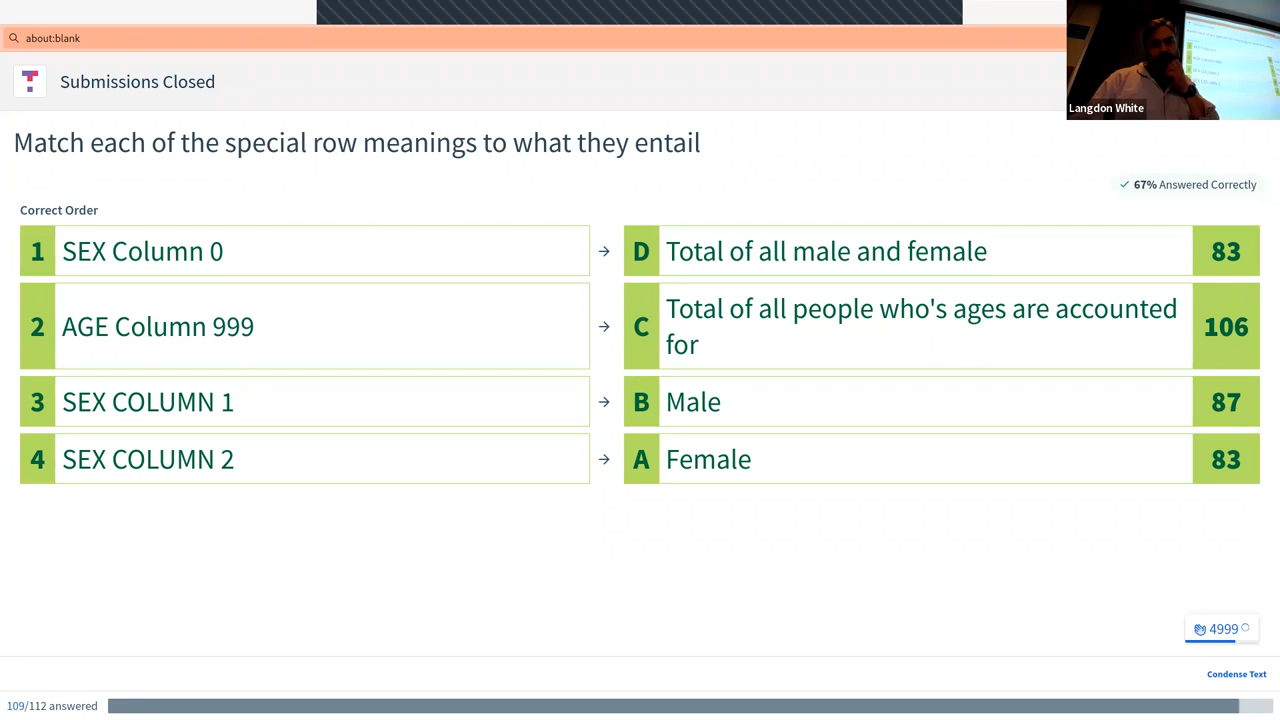 about:blank
Submissions Closed
Langdon White
Match each of the special row meanings to what they entail
67% Answered Correctly
Correct Order
1 SEX Column 0 → D Total of all male and female 83
2 AGE Column 999 → C Total of all people who's ages are accounted
for 106
3 SEX COLUMN 1 → B Male 87
4 SEX COLUMN 2 → A Female 83
4999
Condense Text
109/112 answered